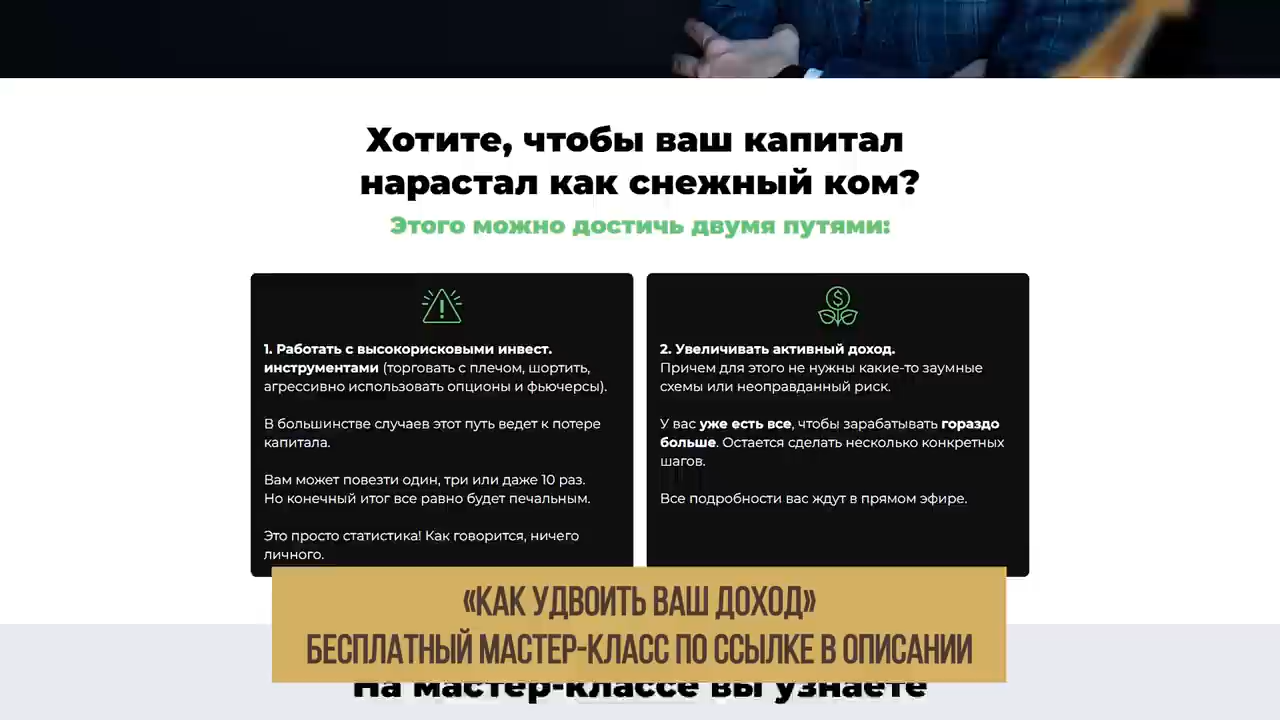 Хотите, чтобы ваш капитал
нарастал как снежный ком?
Этого можно достичь двумя путями:
1. Работать с высокорисковыми инвест.
инструментами (торговать с плечом, шортить,
агрессивно использовать опционы и фьючерсы).
В большинстве случаев этот путь ведет к потере
капитала.
Вам может повезти один, три или даже 10 раз.
Но конечный итог все равно будет печальным.
Это просто статистика! Как говорится, ничего
личного.
2. Увеличивать активный доход.
Причем для этого не нужны какие-то заумные
схемы или неоправданный риск.
У вас уже есть все, чтобы зарабатывать гораздо
больше. Остается сделать несколько конкретных
шагов.
Все подробности вас ждут в прямом эфире.
«КАК УДВОИТЬ ВАШ ДОХОД»
БЕСПЛАТНЫЙ МАСТЕР-КЛАСС ПО ССЫЛКЕ В ОПИСАНИИ
На мастер-классе вы узнаете